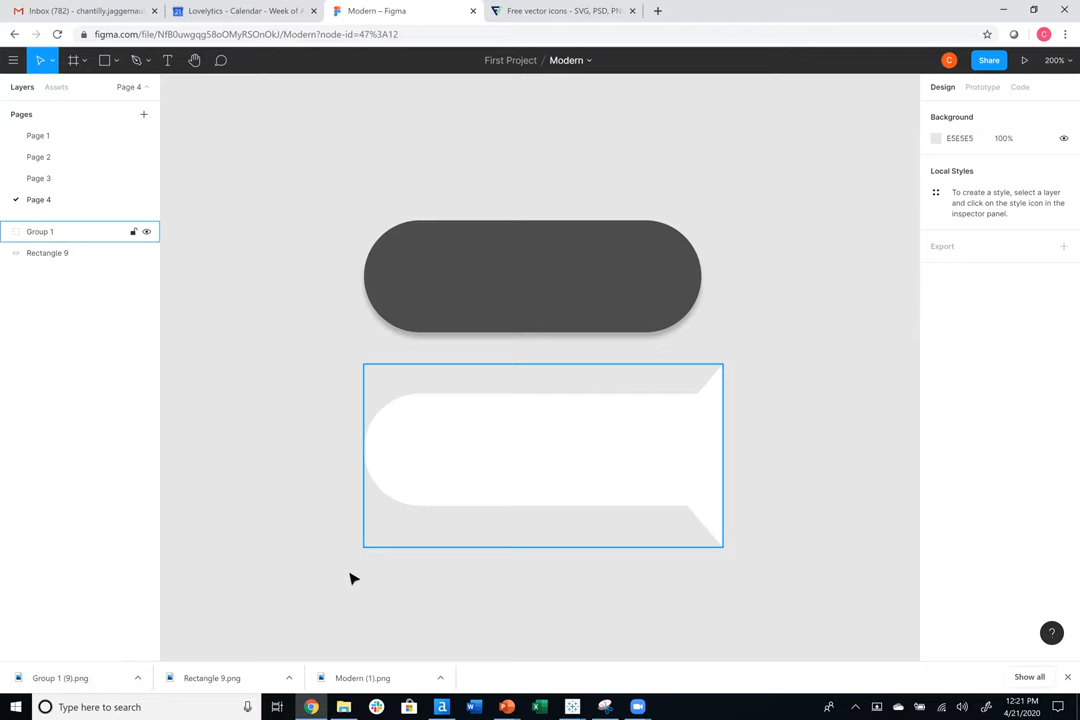 Inbox (782) - chantilly.jaggernau
Lovelytics - Calendar - Week of A
Modern – Figma
Free vector icons - SVG, PSD, PN
figma.com/file/NfB0uwgqg58oOMyRSOnOkJ/Modern?node-id=47%3A12
First Project / Modern
C
Share
200%
Layers
Assets
Page 4
Design
Prototype
Code
Pages
Page 1
Page 2
Page 3
Page 4
Group 1
Rectangle 9
Background
E5E5E5
100%
Local Styles
To create a style, select a layer
and click on the style icon in the
inspector panel.
Export
?
Group 1 (9).png
Rectangle 9.png
Modern (1).png
Show all
Type here to search
12:21 PM
4/21/2020